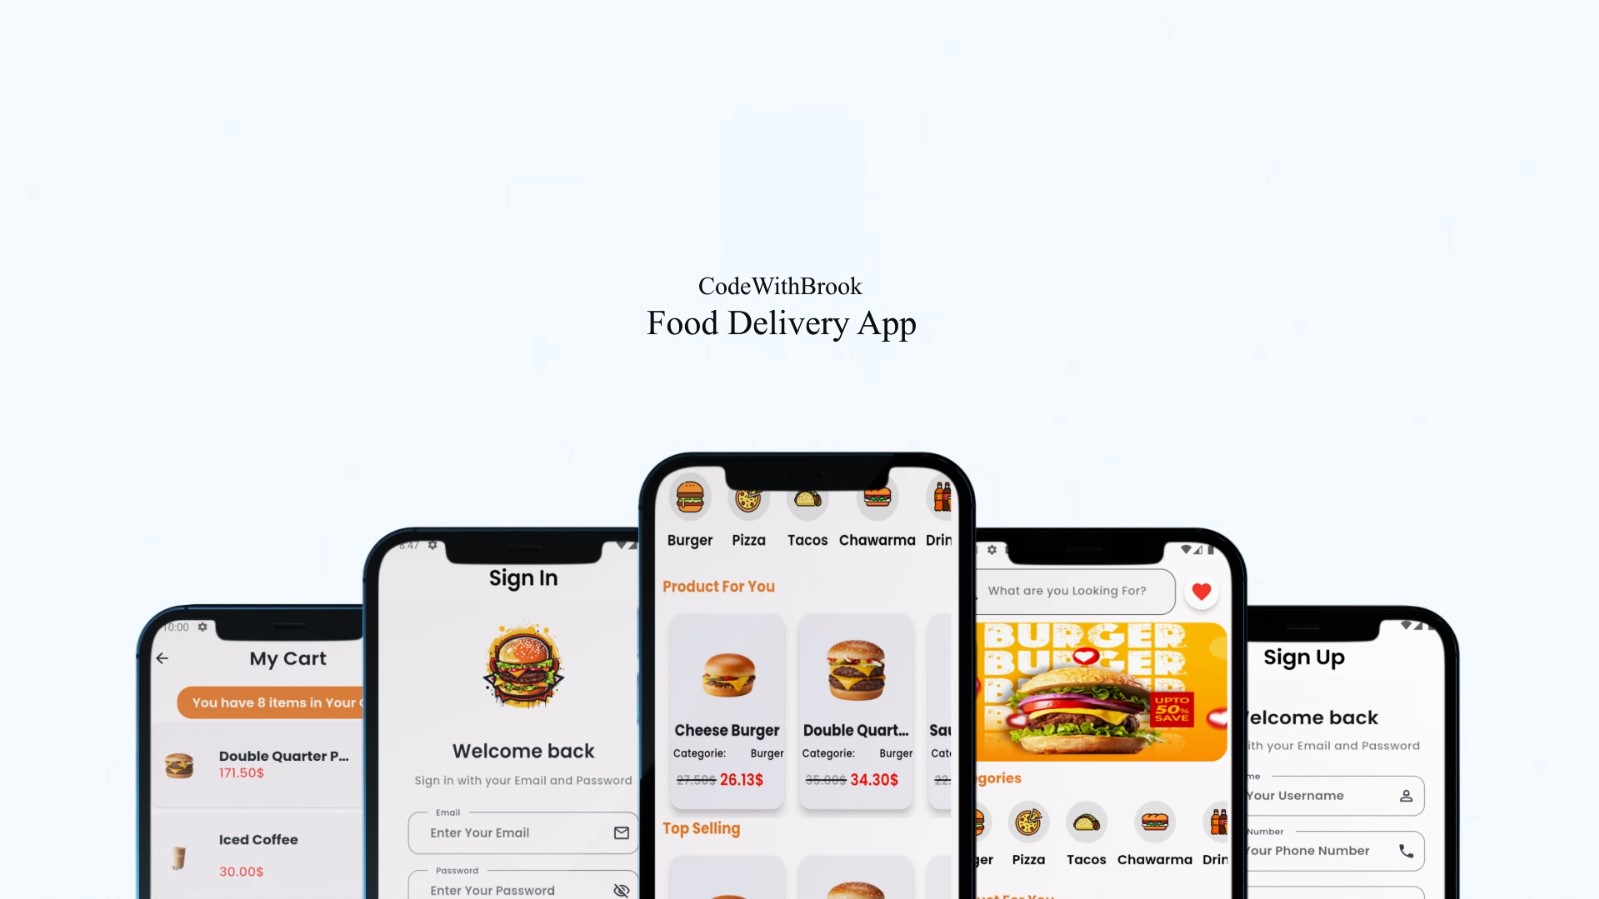 CodeWithBrook
Food Delivery App
10:00
My Cart
You have 8 items in Your
Double Quarter P...
171.50$
Iced Coffee
30.00$
8:47
Sign In
Welcome back
Sign in with your Email and Password
Email
Enter Your Email
Password
Enter Your Password
Burger Pizza Tacos Chawarma Drin
Product For You
Cheese Burger
Categorie: Burger
27.50$ 26.13$
Double Quart...
Categorie: Burger
35.00$ 34.30$
Sau
Cate
22.
Top Selling
What are you Looking For?
BURGER
BURGER
UPTO
50%
SAVE
egories
ger Pizza Tacos Chawarma Drin
Sign Up
elcome back
ith your Email and Password
me
Your Username
Number
Your Phone Number